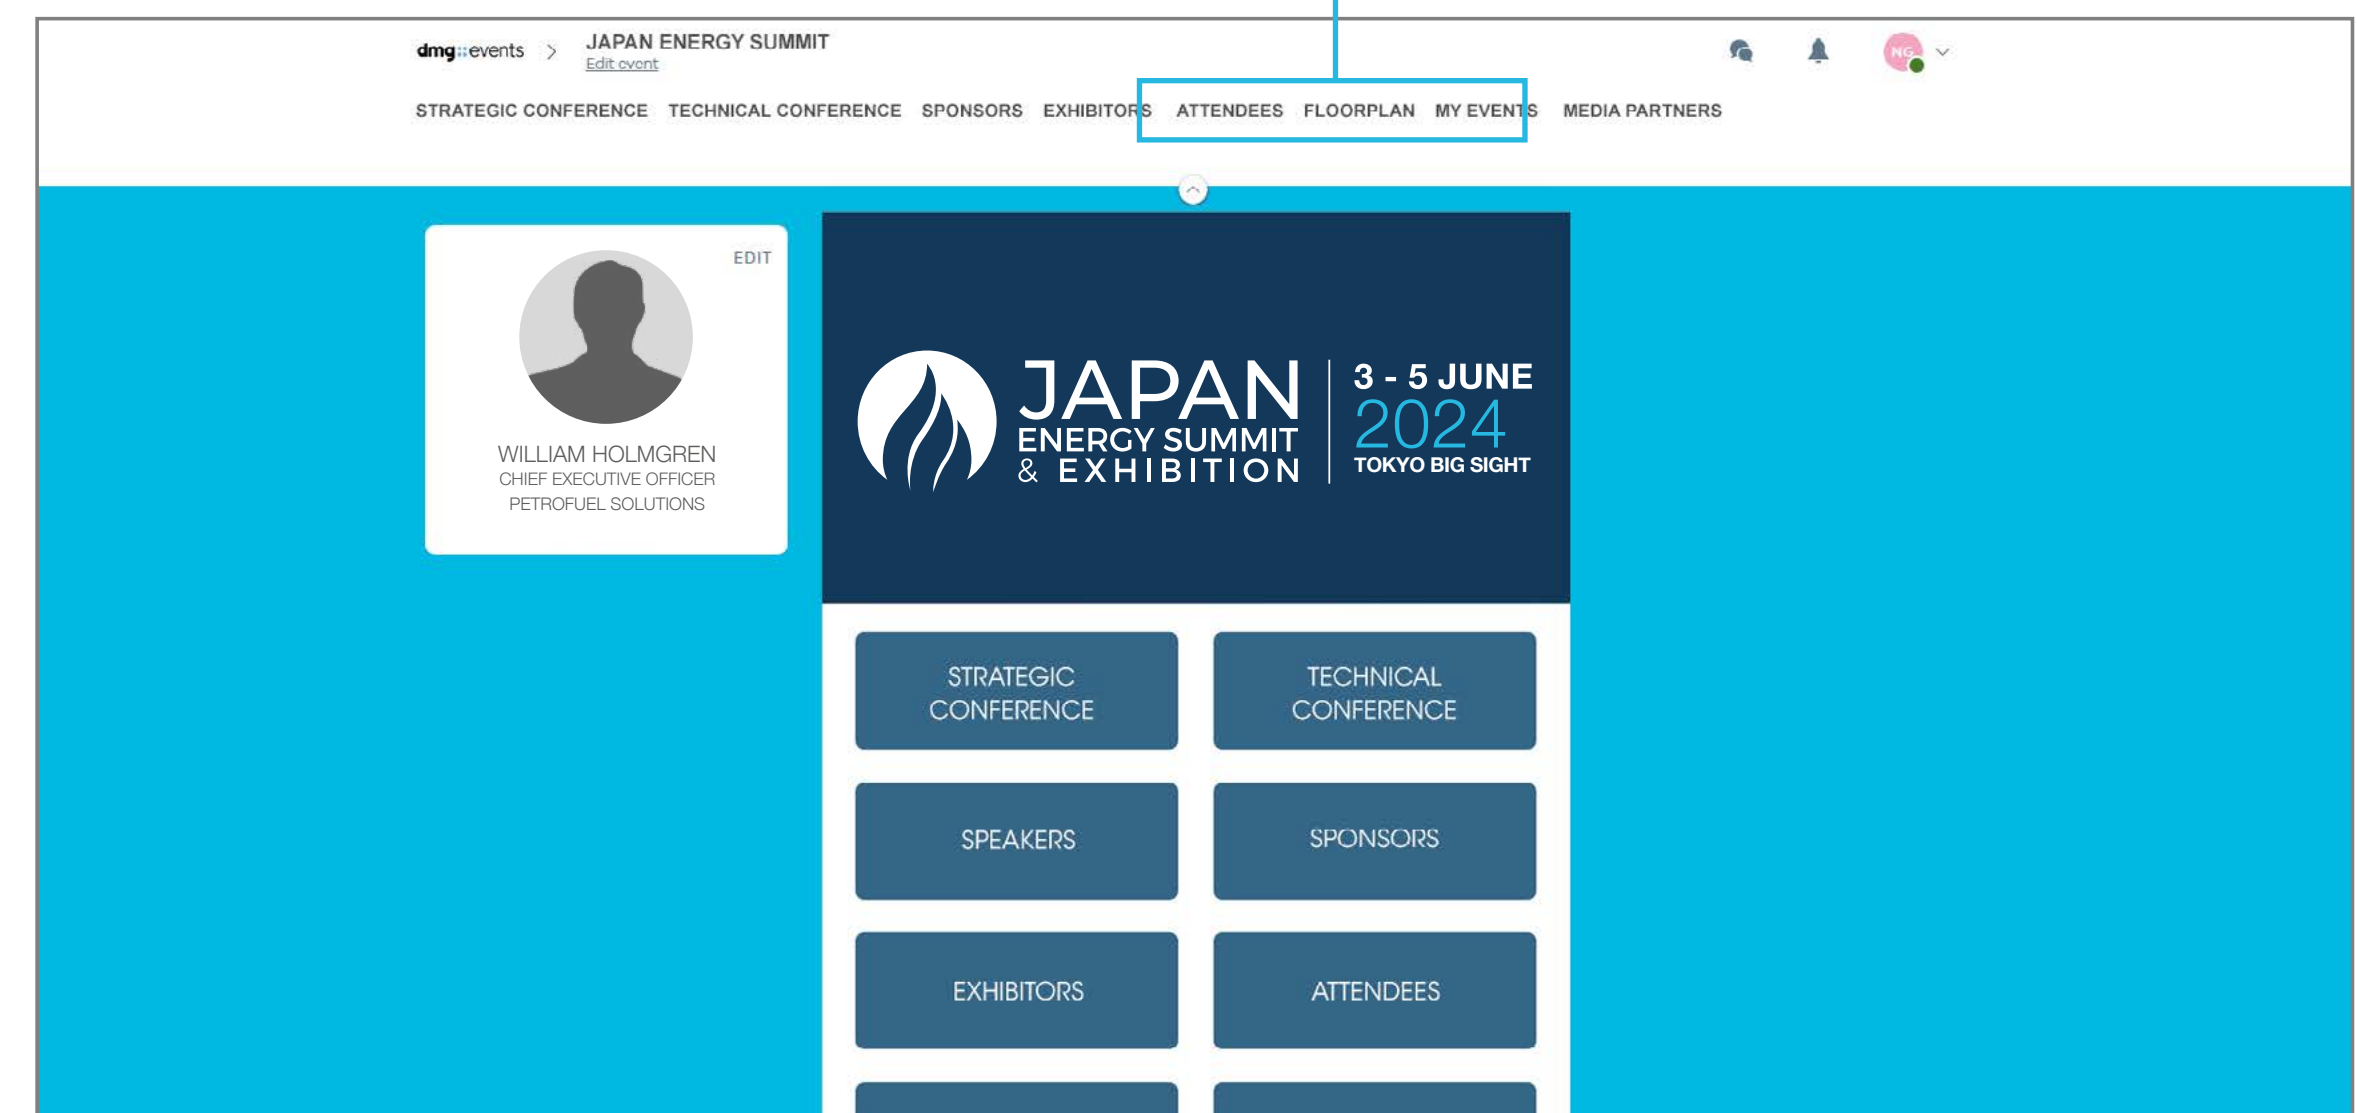 dmg::events > JAPAN ENERGY SUMMIT
Edit event
NG
STRATEGIC CONFERENCE TECHNICAL CONFERENCE SPONSORS EXHIBITORS ATTENDEES FLOORPLAN MY EVENTS MEDIA PARTNERS
EDIT
WILLIAM HOLMGREN
CHIEF EXECUTIVE OFFICER
PETROFUEL SOLUTIONS
JAPAN
ENERGY SUMMIT
& EXHIBITION
3 - 5 JUNE
2024
TOKYO BIG SIGHT
STRATEGIC
CONFERENCE
TECHNICAL
CONFERENCE
SPEAKERS
SPONSORS
EXHIBITORS
ATTENDEES